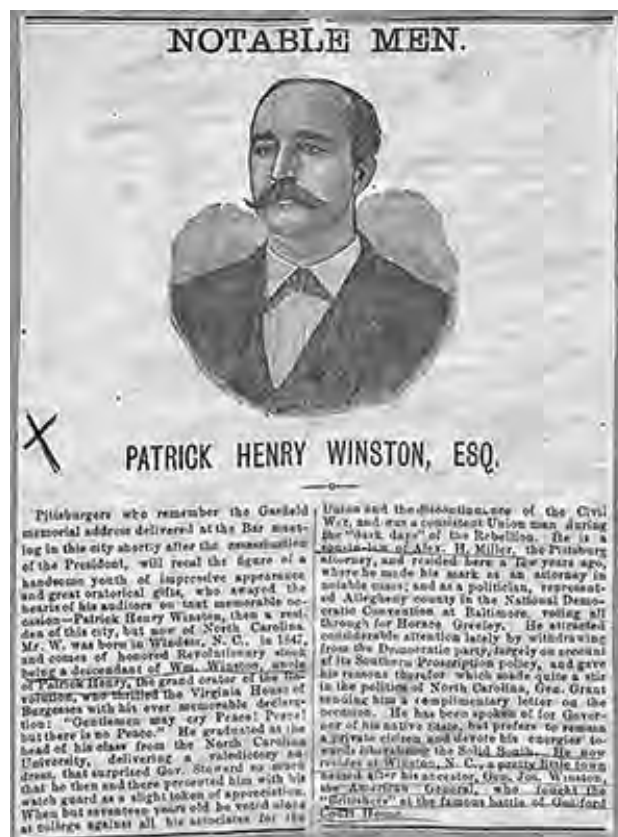 NOTABLE MEN.
PATRICK HENRY WINSTON, ESQ.
Pittsburgers who remember the Garfield
memorial address delivered at the Bar meet-
ing in this city shortly after the assassination
of the President, will recal the figure of a
handsome youth of impressive appearance
and great oratorical gifts, who swayed the
hearts of his auditors on that memorable oc-
casion—Patrick Henry Winston, then a resi-
den of this city, but now of North Carolina.
Mr. W. was born in Windsor, N. C., in 1847,
and comes of honored Revolutionary stock
being a descendant of Wm. Winston, uncle
of Patrick Henry, the grand orator of the Re-
volution, who thrilled the Virginia House of
Burgesses with his ever memorable declara-
tion: "Gentlemen may cry Peace! Peace!
but there is no Peace." He graduated at the
head of his class from the North Carolina
University, delivering a valedictory ad-
dress, that surprised Gov. Steward so much
that he then and there presented him with his
watch guard as a slight token of appreciation.
When but seventeen years old he voted alone
at college against all his associates for the
Union and the discontinuance of the Civil
War, and was a consistent Union man during
the "dark days" of the Rebellion. He is a
cousin-law of Alex. H. Miller, the Pittsburg
attorney, and resided here a few years ago,
where he made his mark as an attorney in
notable cases; and as a politician, represent-
ed Allegheny county in the National Demo-
cratic Convention at Baltimore, voting all
through for Horace Greeley. He attracted
considerable attention lately by withdrawing
from the Democratic party, largely on account
of its Southern Proscription policy, and gave
his reasons therefor which made quite a stir
in the politics of North Carolina, Gen. Grant
sending him a complimentary letter on the
occasion. He has been spoken of for Gover-
or of his native State, but prefers to remain
a private citizen and devote his energies to-
wards liberalizing the Solid South. He now
resides at Winston, N. C., a pretty little town
named after his ancestor, Gen. Jos. Winston,
the American General, who fought the
"Britishers" at the famous battle of Guilford
Court House.